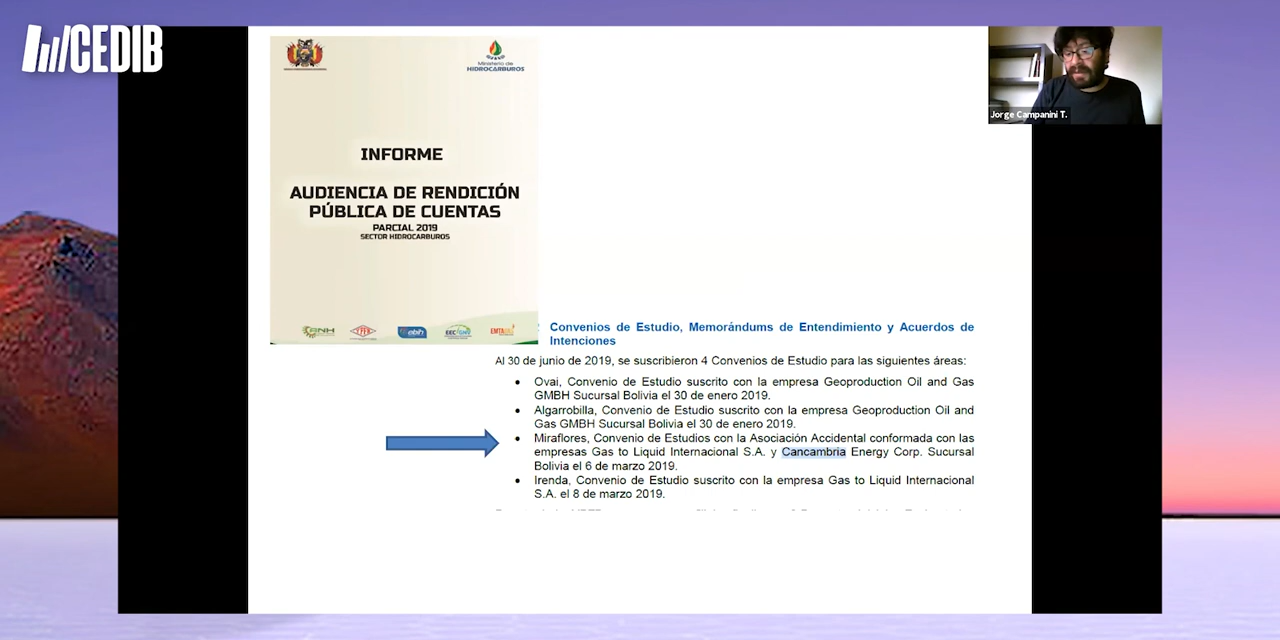 CEDIB
Ministerio de
HIDROCARBUROS
Jorge Campanini T.
INFORME
AUDIENCIA DE RENDICIÓN
PÚBLICA DE CUENTAS
PARCIAL 2019
SECTOR HIDROCARBUROS
ANH
YPFB
ebih
EEC GNV
EMTAGAS
Convenios de Estudio, Memorándums de Entendimiento y Acuerdos de
Intenciones
Al 30 de junio de 2019, se suscribieron 4 Convenios de Estudio para las siguientes áreas:
• Ovai, Convenio de Estudio suscrito con la empresa Geoproduction Oil and Gas
GMBH Sucursal Bolivia el 30 de enero 2019.
• Algarrobilla, Convenio de Estudio suscrito con la empresa Geoproduction Oil and
Gas GMBH Sucursal Bolivia el 30 de enero 2019.
• Miraflores, Convenio de Estudios con la Asociación Accidental conformada con las
empresas Gas to Liquid Internacional S.A. y Cancambria Energy Corp. Sucursal
Bolivia el 6 de marzo 2019.
• Irenda, Convenio de Estudio suscrito con la empresa Gas to Liquid Internacional
S.A. el 8 de marzo 2019.